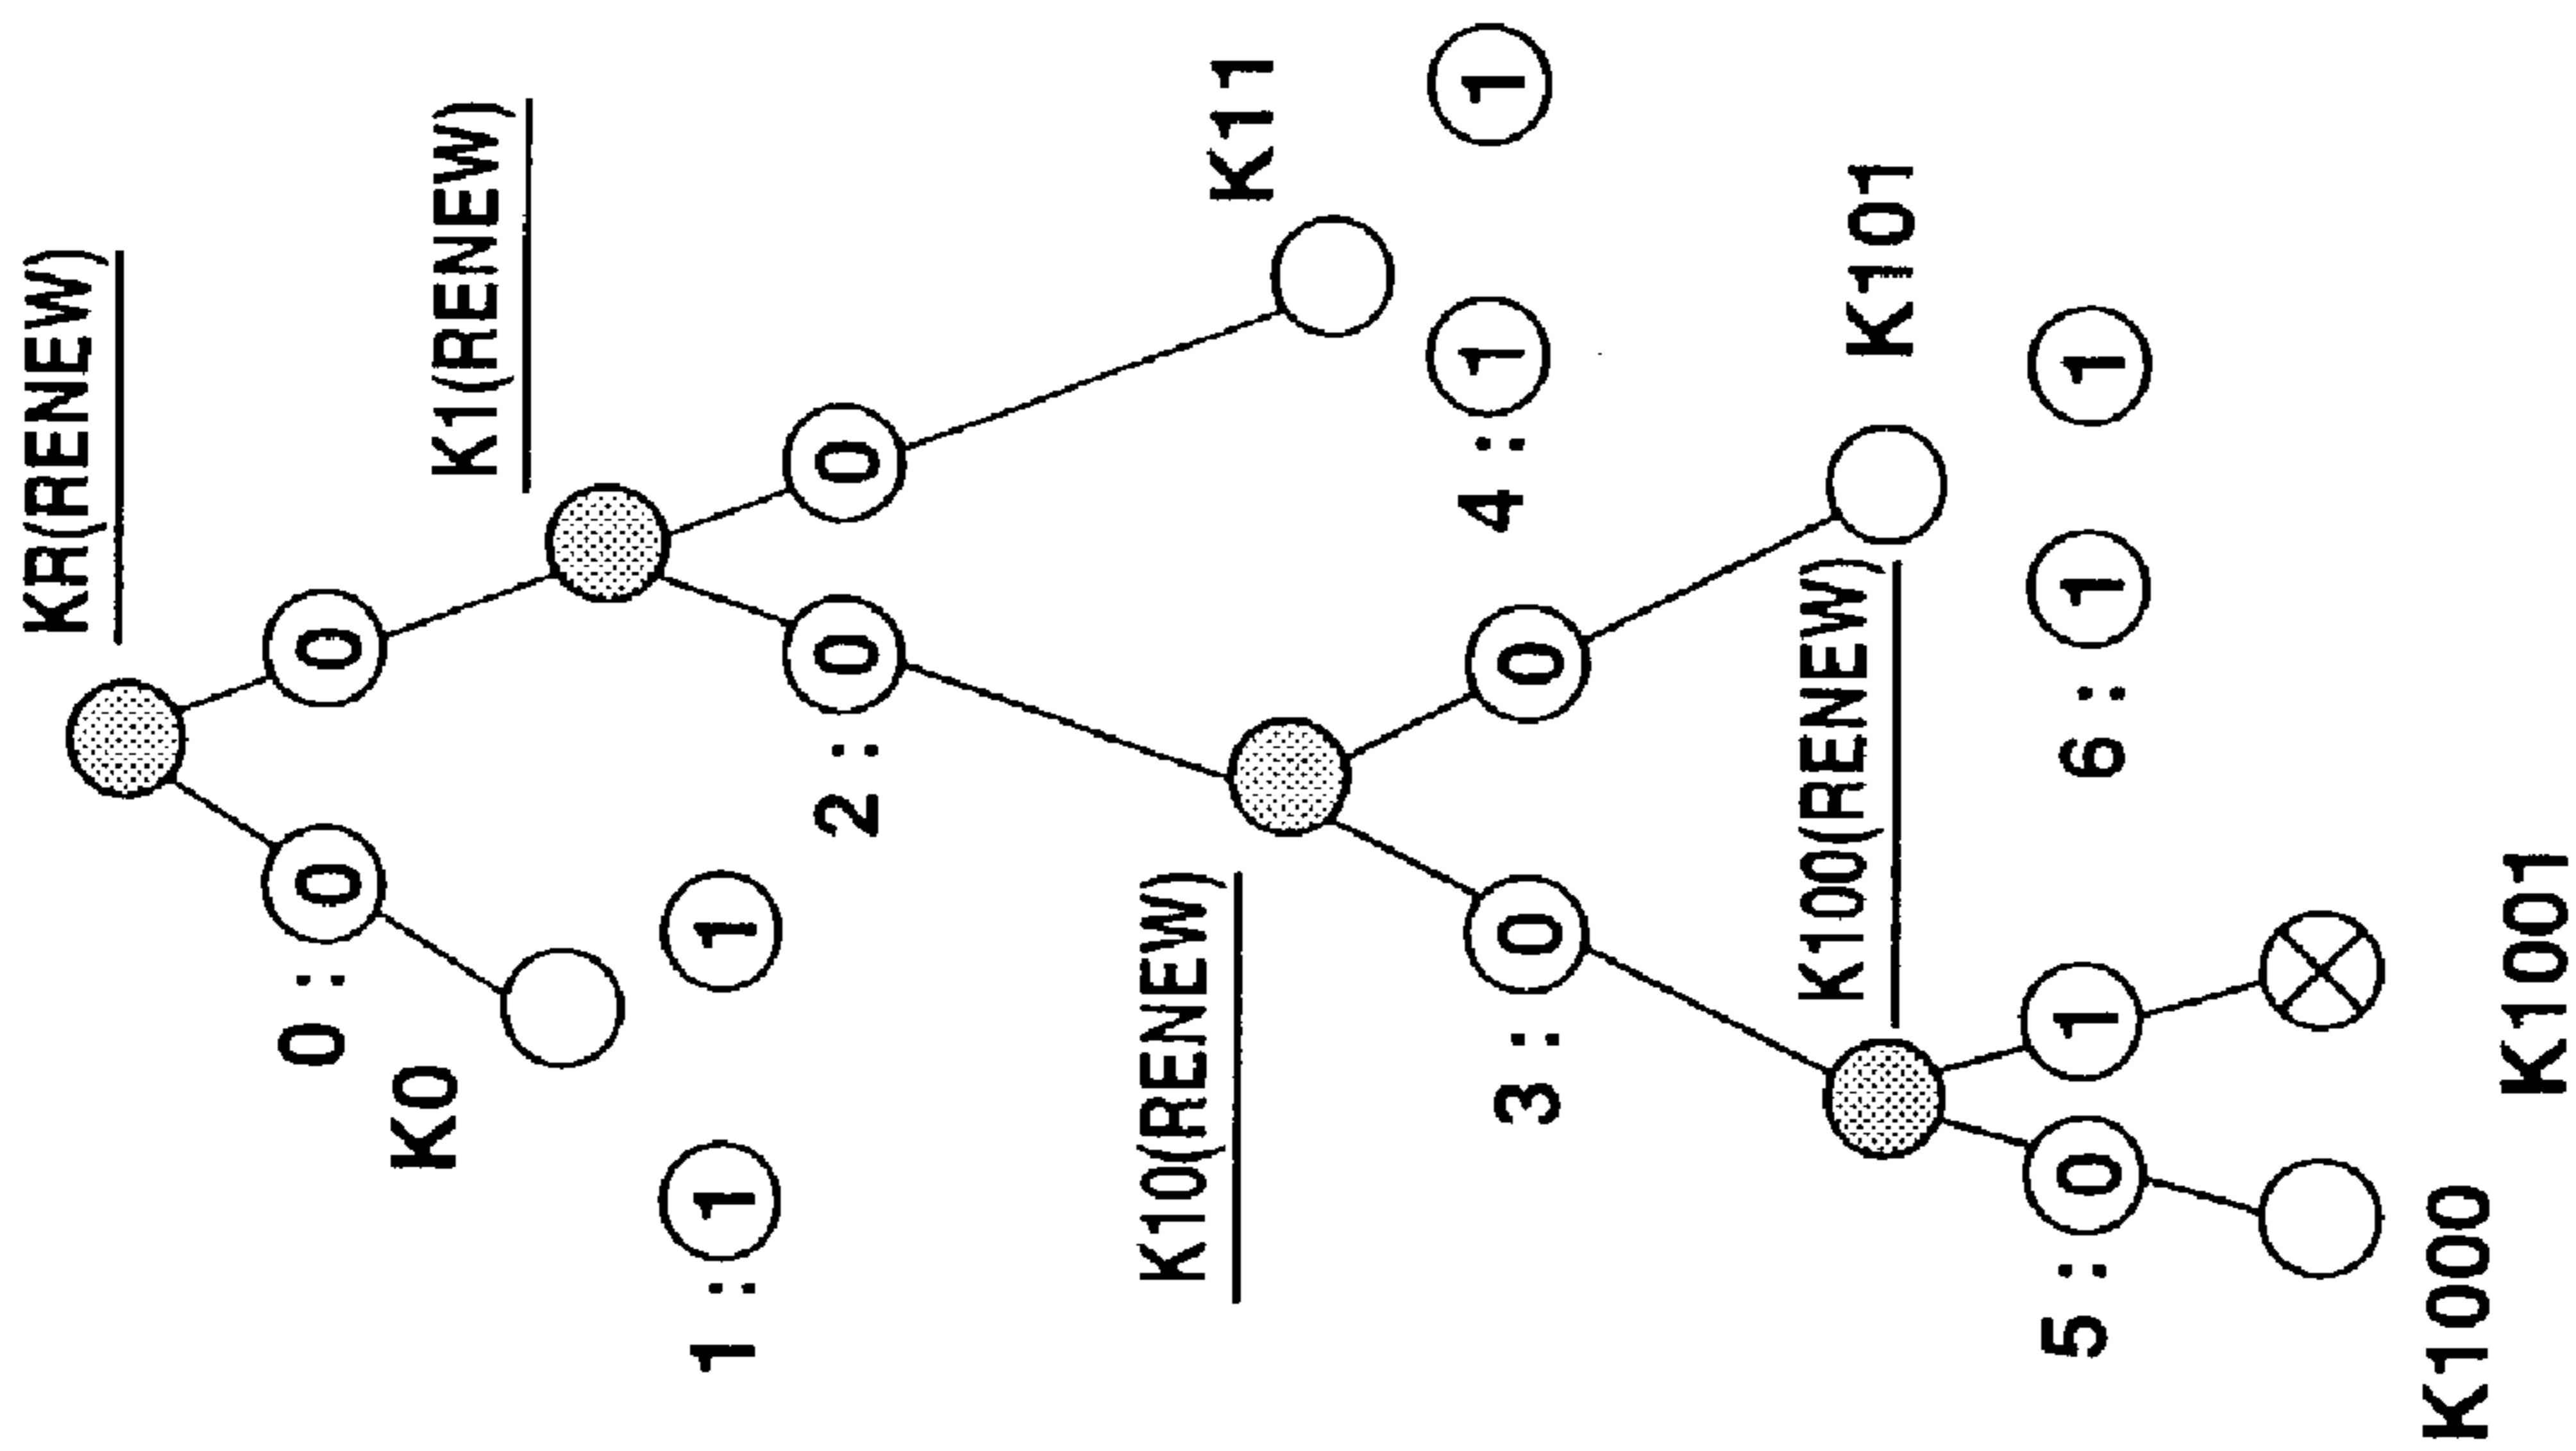 KR(RENEW)
0 : 0 0
K0
K1(RENEW)
1 : 1 1
2 : 0 0
K10(RENEW)
K11
3 : 0 0
4 : 1 1
K100(RENEW)
K101
5 : 0 1
6 : 1 1
K1000
K1001